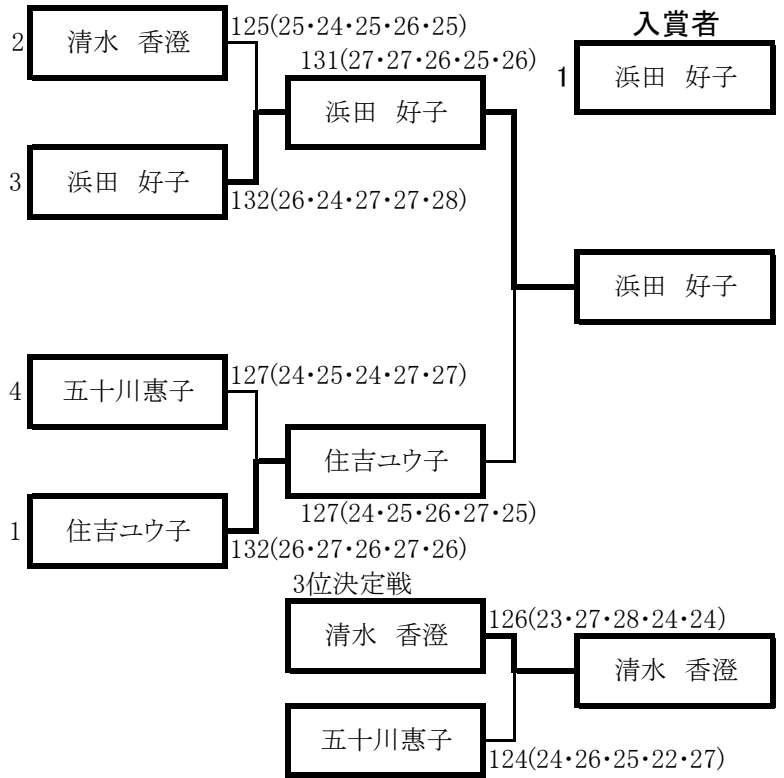 2 清水 香澄 125(25・24・25・26・25)
入賞者
131(27・27・26・25・26)
浜田 好子
1 浜田 好子
3 浜田 好子 132(26・24・27・27・28)
浜田 好子
4 五十川惠子 127(24・25・24・27・27)
住吉ユウ子
127(24・25・26・27・25)
1 住吉ユウ子 132(26・27・26・27・26)
3位決定戦
清水 香澄 126(23・27・28・24・24)
清水 香澄
五十川惠子 124(24・26・25・22・27)